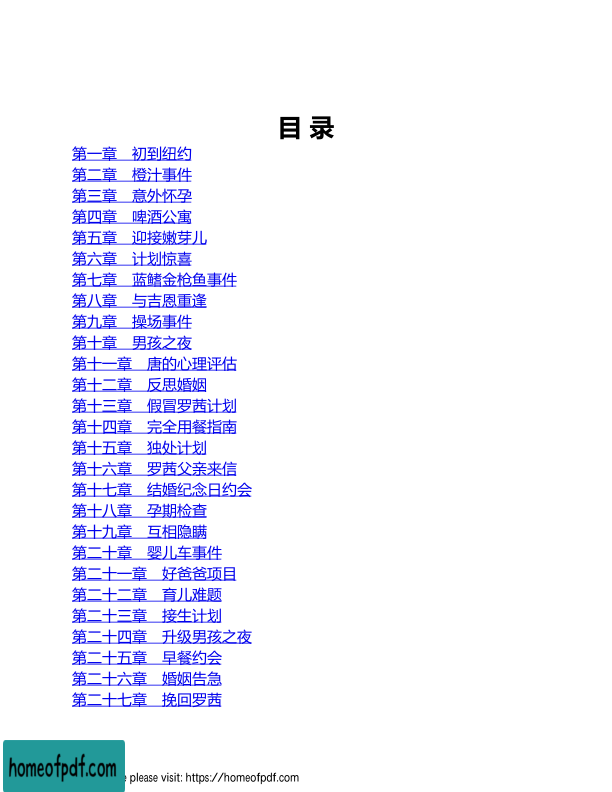 目 录
第一章　初到纽约
第二章　橙汁事件
第三章　意外怀孕
第四章　啤酒公寓
第五章　迎接嫩芽儿
第六章　计划惊喜
第七章　蓝鳍金枪鱼事件
第八章　与吉恩重逢
第九章　操场事件
第十章　男孩之夜
第十一章　唐的心理评估
第十二章　反思婚姻
第十三章　假冒罗茜计划
第十四章　完全用餐指南
第十五章　独处计划
第十六章　罗茜父亲来信
第十七章　结婚纪念日约会
第十八章　孕期检查
第十九章　互相隐瞒
第二十章　婴儿车事件
第二十一章　好爸爸项目
第二十二章　育儿难题
第二十三章　接生计划
第二十四章　升级男孩之夜
第二十五章　早餐约会
第二十六章　婚姻告急
第二十七章　挽回罗茜
homeofpdf.com
please visit: https://homeofpdf.com